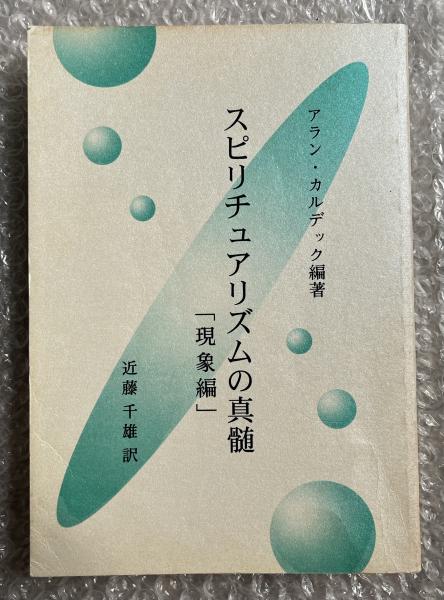 アラン・カルデック編著
スピリチュアリズムの真髄
「現象編」
近藤千雄訳